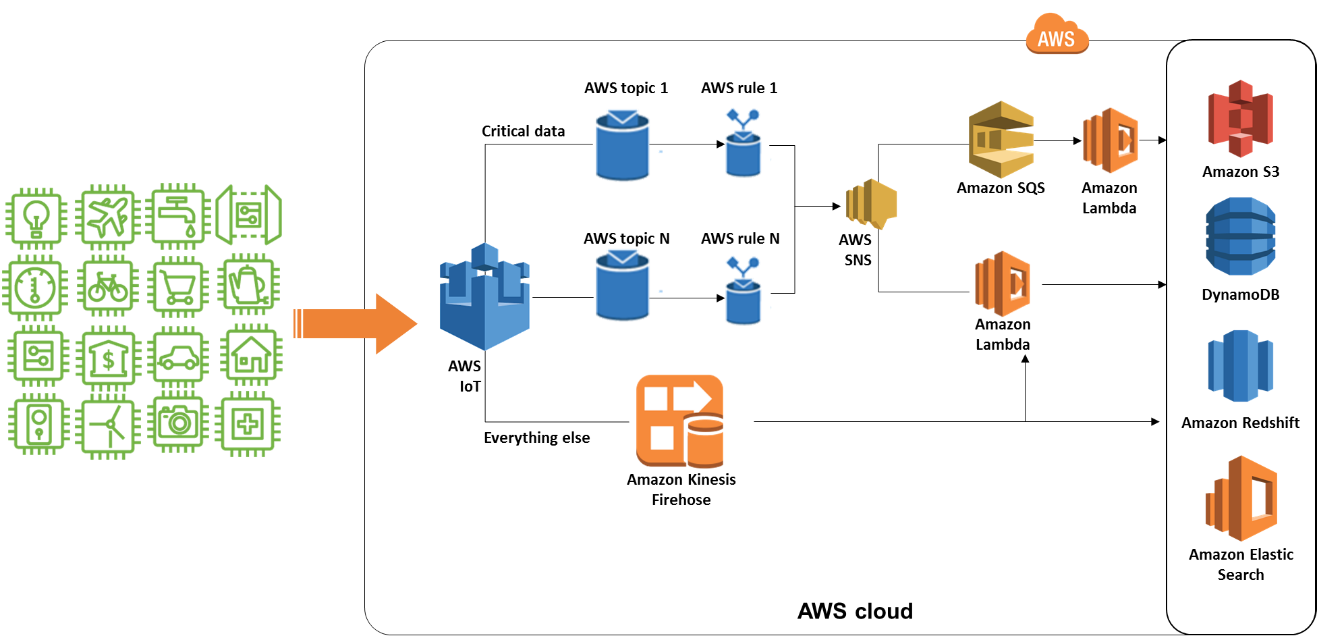 AWS
AWS topic 1
AWS rule 1
Critical data
Amazon SQS
Amazon
Lambda
Amazon S3
AWS topic N
AWS rule N
AWS
SNS
DynamoDB
Amazon
Lambda
AWS
IoT
Everything else
Amazon Kinesis
Firehose
Amazon Redshift
Amazon Elastic
Search
AWS cloud
$